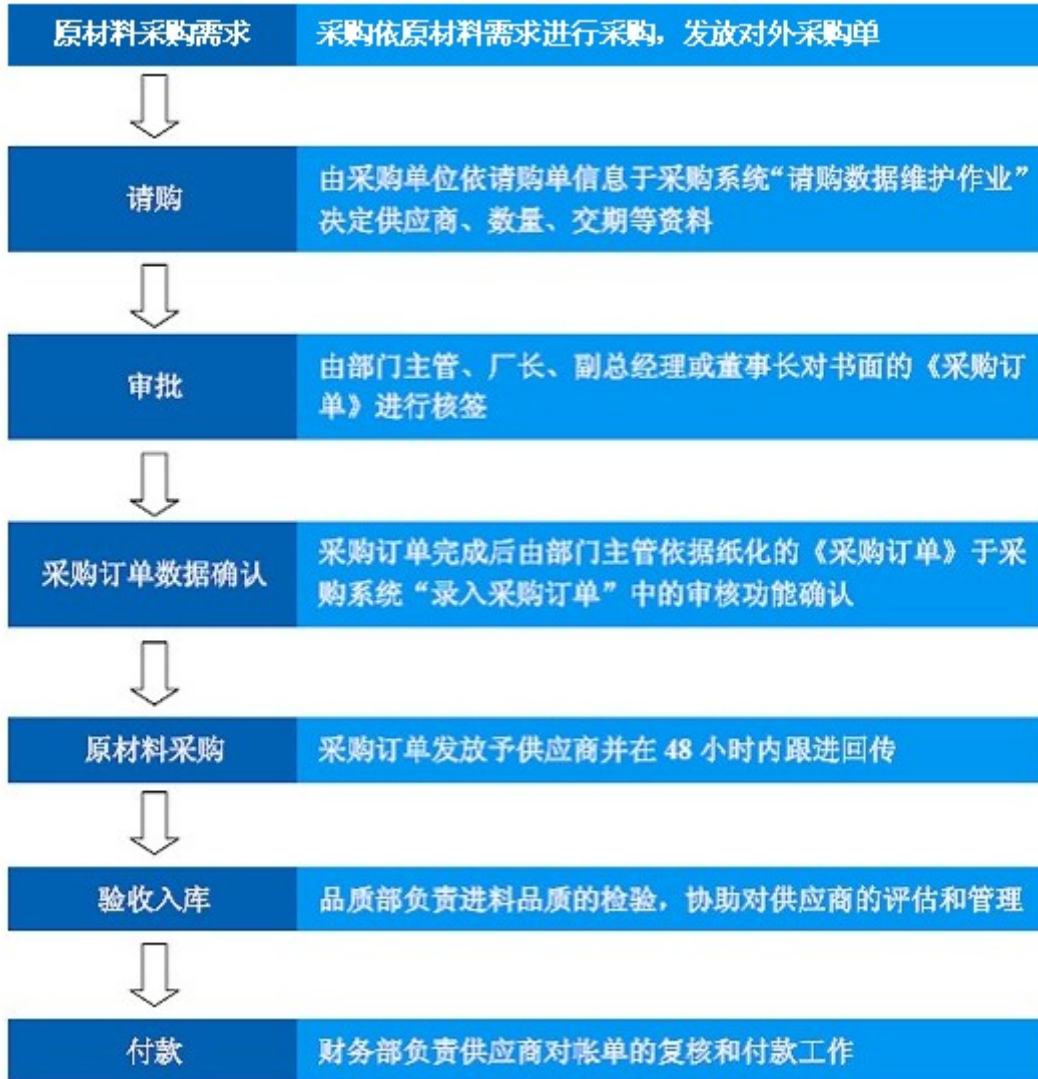 原材料采购需求
采购依原材料需求进行采购，发放对外采购单
请购
由采购单位依请购单信息于采购系统“请购数据维护作业”
决定供应商、数量、交期等资料
审批
由部门主管、厂长、副总经理或董事长对书面的《采购订
单》进行核签
采购订单数据确认
采购订单完成后由部门主管依据纸化的《采购订单》于采
购系统“录入采购订单”中的审核功能确认
原材料采购
采购订单发放予供应商并在 48 小时内跟进回传
验收入库
品质部负责进料品质的检验，协助对供应商的评估和管理
付款
财务部负责供应商对帐单的复核和付款工作